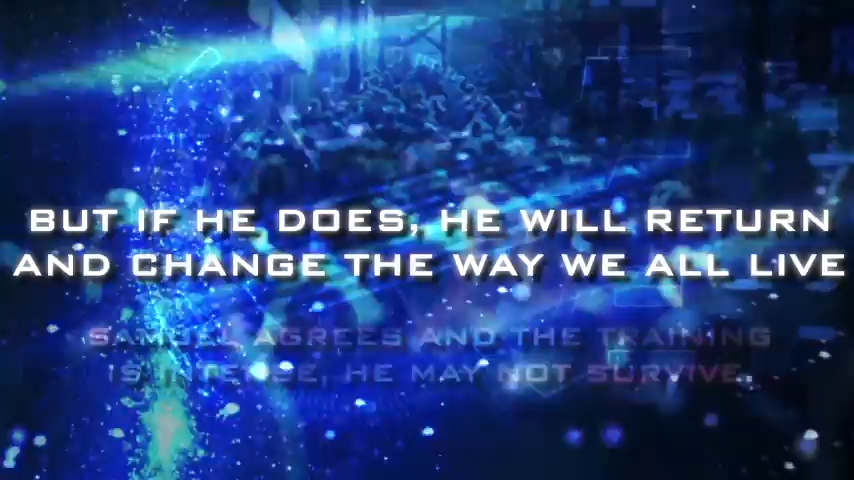 BUT IF HE DOES, HE WILL RETURN
AND CHANGE THE WAY WE ALL LIVE
SAMUEL AGREES AND THE TRAINING
IS INTENSE, HE MAY NOT SURVIVE.